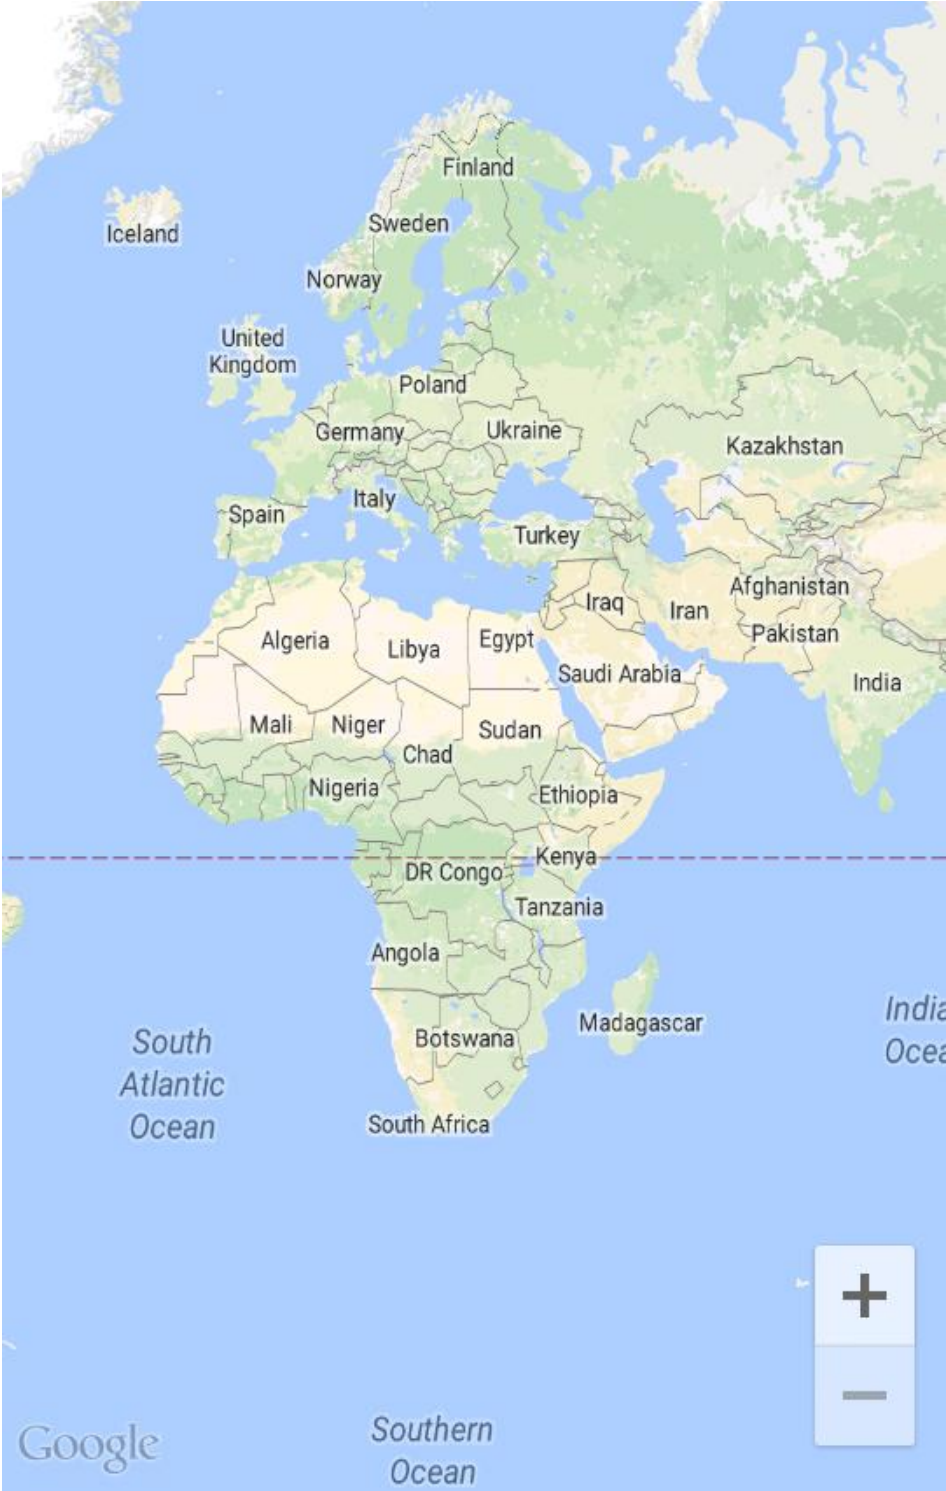 Finland
Sweden
Iceland
Norway
United
Kingdom
Poland
Germany
Ukraine
Kazakhstan
Italy
Spain
Turkey
Afghanistan
Iraq
Iran
Pakistan
Algeria
Libya
Egypt
Saudi Arabia
India
Mali
Niger
Sudan
Chad
Nigeria
Ethiopia
Kenya
DR Congo
Tanzania
Angola
Madagascar
Botswana
South
Atlantic
Ocean
India
Ocea
South Africa
+
−
Google
Southern
Ocean